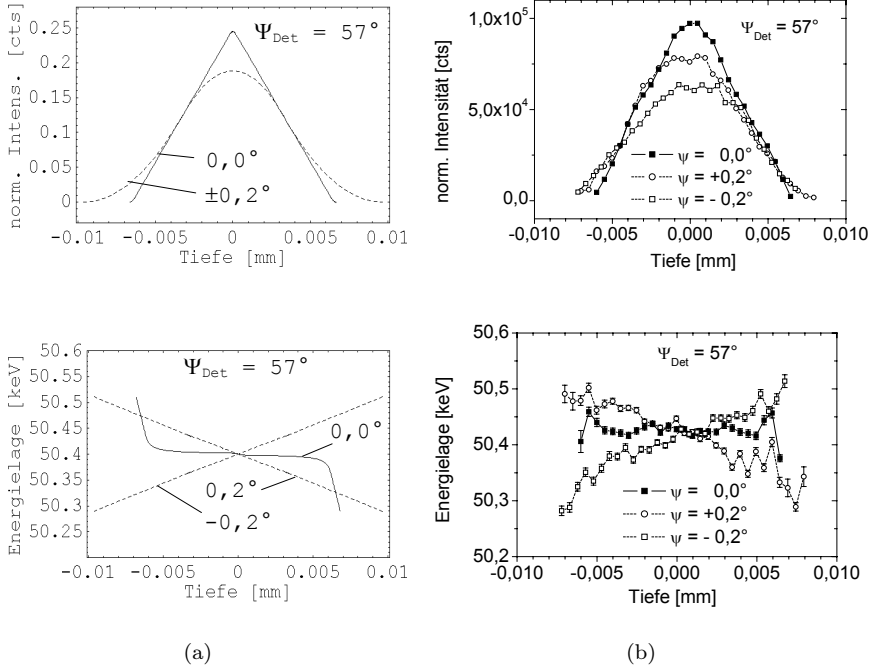 norm. Intens. [cts]
0.25
0.2
0.15
0.1
0.05
0
Ψ_Det = 57°
0,0°
±0,2°
-0.01 -0.005 0 0.005 0.01
Tiefe [mm]
norm. Intensität [cts]
1,0x10^5
5,0x10^4
0,0
Ψ_Det = 57°
ψ = 0,0°
ψ = +0,2°
ψ = - 0,2°
-0,010 -0,005 0,000 0,005 0,010
Tiefe [mm]
Energielage [keV]
50.6
50.55
50.5
50.45
50.4
50.35
50.3
50.25
Ψ_Det = 57°
0,0°
0,2°
-0,2°
-0.01 -0.005 0 0.005 0.01
Tiefe [mm]
Energielage [keV]
50,6
50,5
50,4
50,3
50,2
Ψ_Det = 57°
ψ = 0,0°
ψ = +0,2°
ψ = - 0,2°
-0,010 -0,005 0,000 0,005 0,010
Tiefe [mm]
(a)
(b)